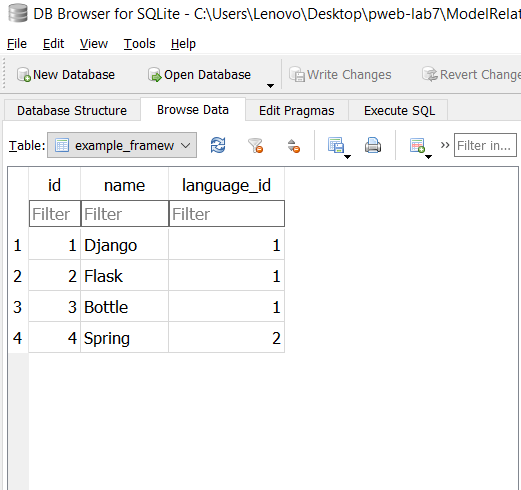 DB Browser for SQLite - C:\Users\Lenovo\Desktop\pweb-lab7\ModelRelat
File Edit View Tools Help
New Database Open Database Write Changes Revert Change
Database Structure Browse Data Edit Pragmas Execute SQL
Table: example_framew Filter in...
id name language_id
Filter Filter Filter
1 1 Django 1
2 2 Flask 1
3 3 Bottle 1
4 4 Spring 2